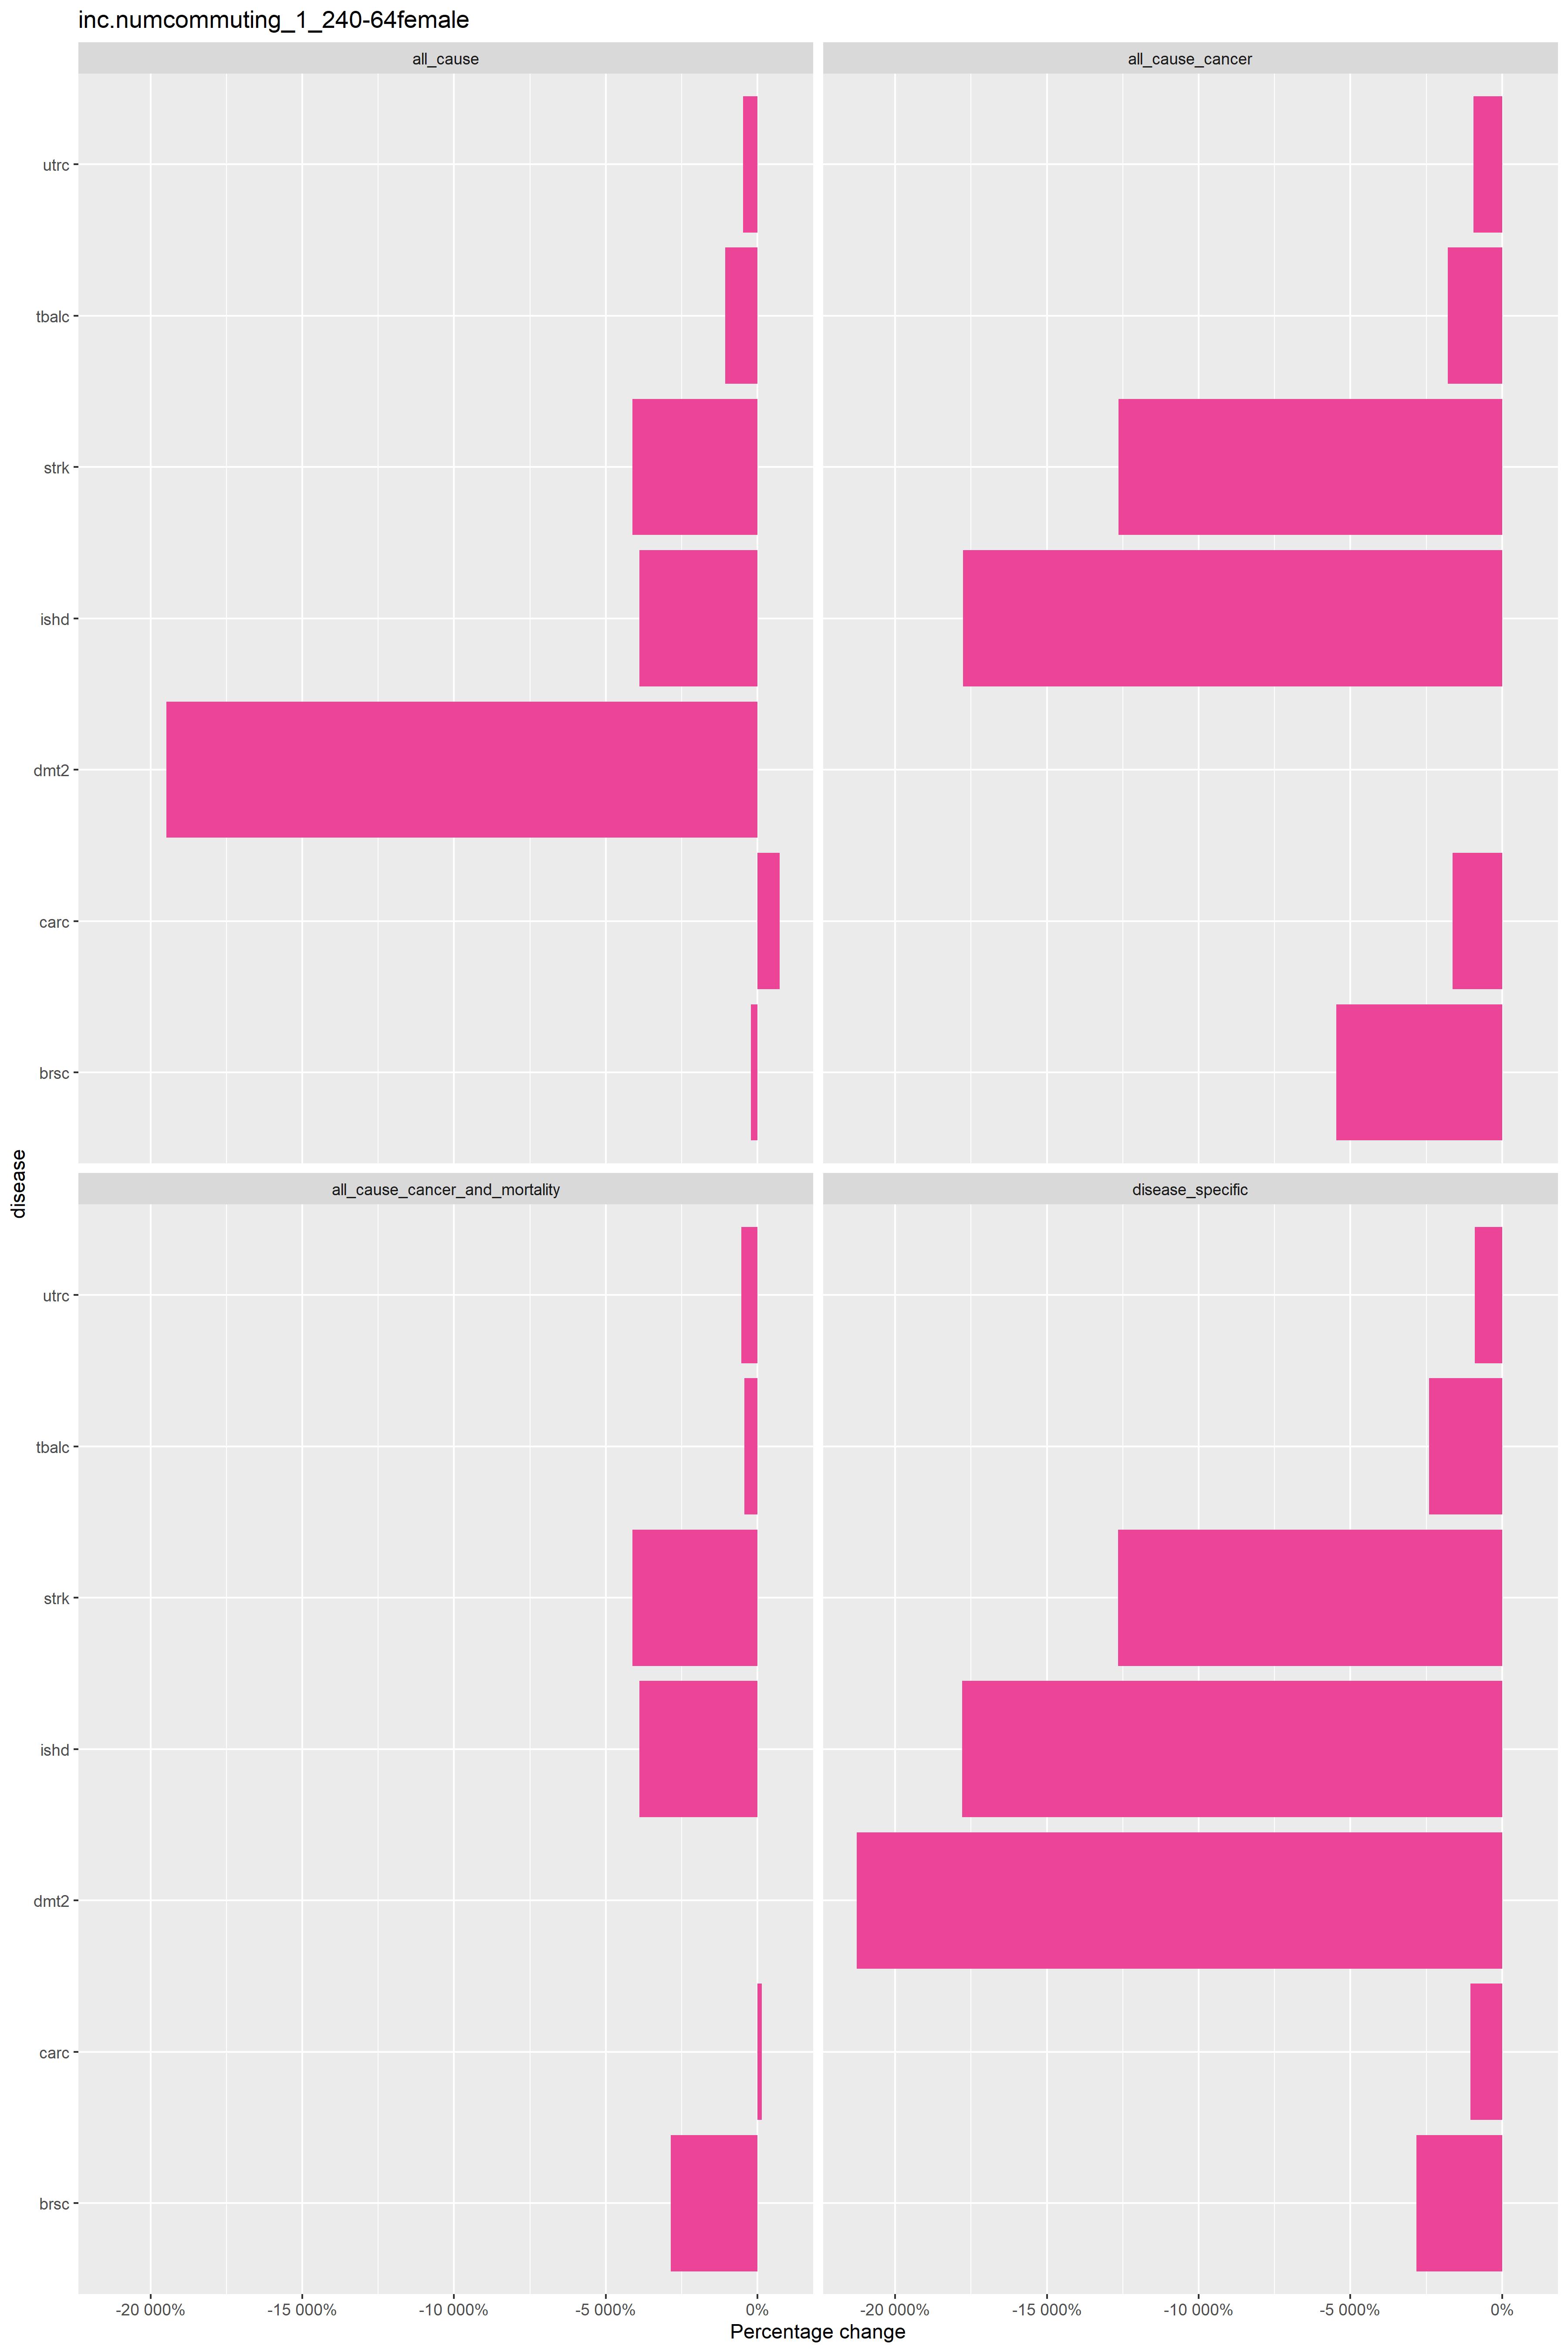 inc.numcommuting_1_240-64female
all_cause
all_cause_cancer
utrc
tbalc
strk
ishd
dmt2
carc
brsc
disease
all_cause_cancer_and_mortality
disease_specific
utrc
tbalc
strk
ishd
dmt2
carc
brsc
-20 000%
-15 000%
-10 000%
-5 000%
0%
-20 000%
-15 000%
-10 000%
-5 000%
0%
Percentage change